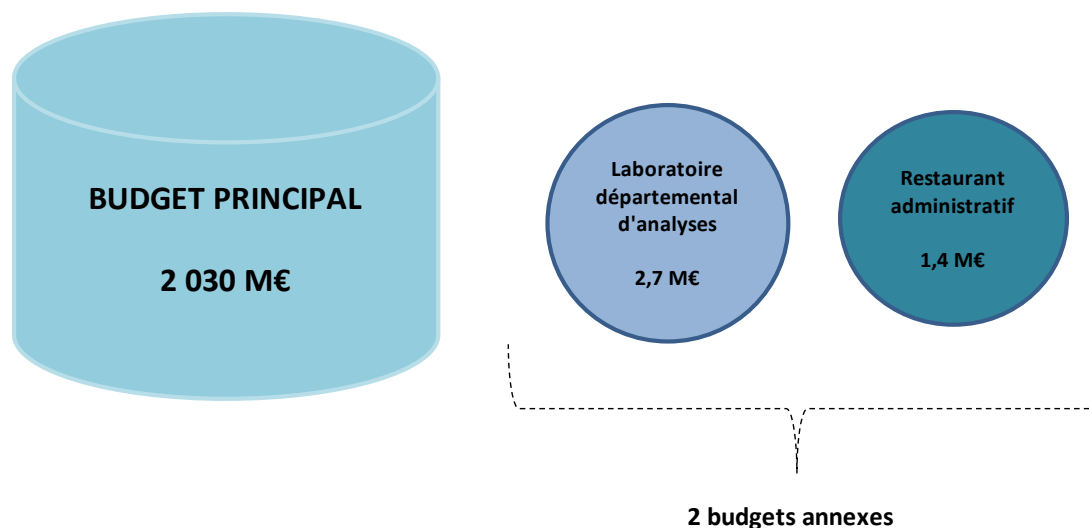 BUDGET PRINCIPAL
2 030 M€
Laboratoire
départemental
d'analyses
2,7 M€
Restaurant
administratif
1,4 M€
2 budgets annexes